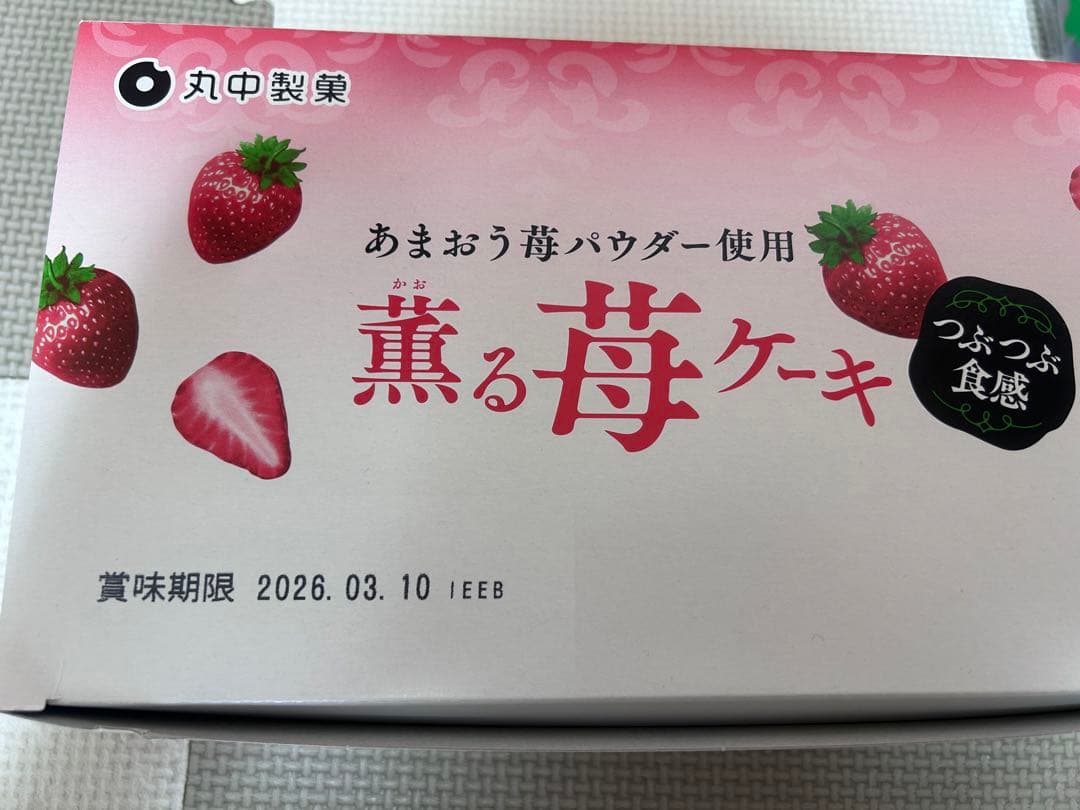 丸中製菓
あまおう苺パウダー使用
かお
薫る苺ケーキ
つぶつぶ
食感
賞味期限 2026.03.10 IEEB